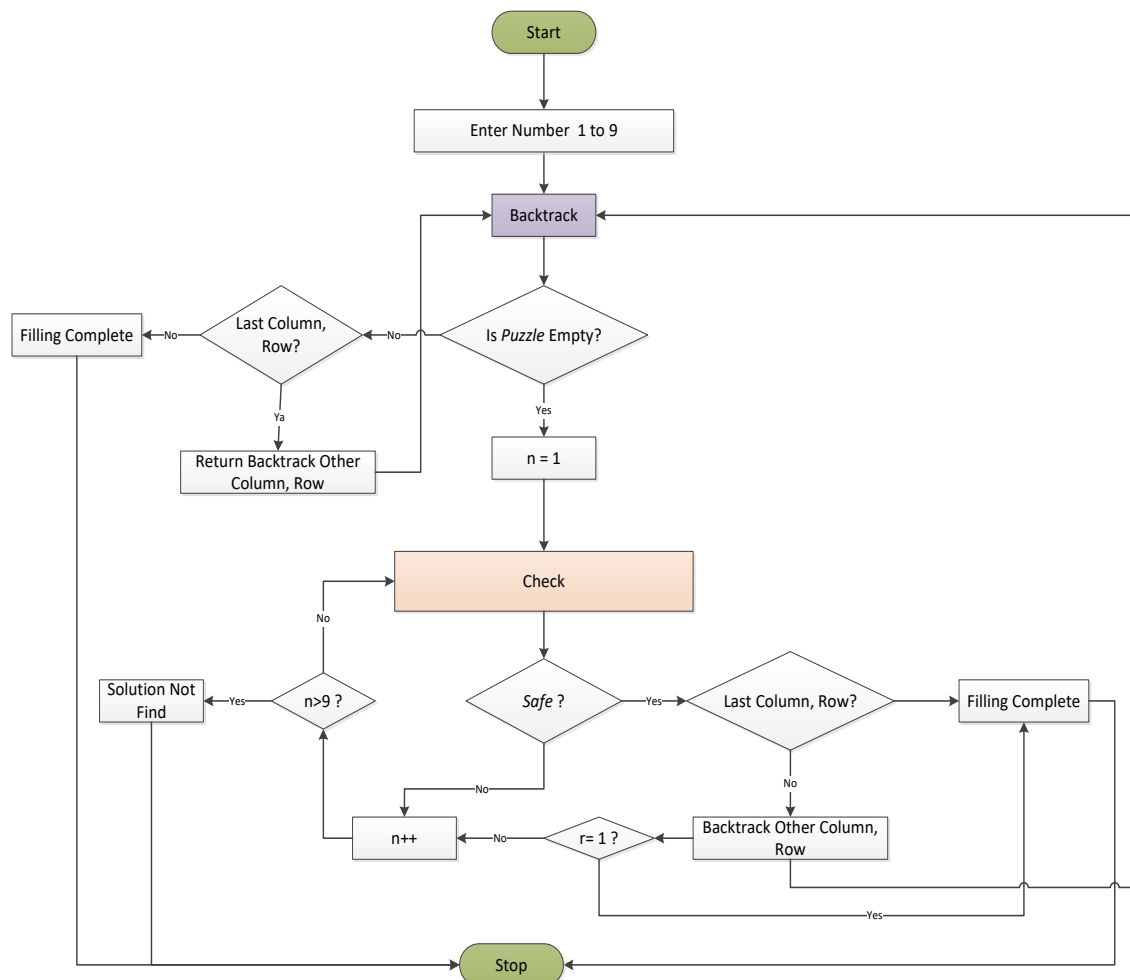 Start
Enter Number 1 to 9
Backtrack
Is Puzzle Empty?
No
Last Column,
Row?
No
Filling Complete
Ya
Return Backtrack Other
Column, Row
Yes
n = 1
Check
No
Safe ?
Yes
Last Column, Row?
Filling Complete
n>9 ?
Yes
Solution Not
Find
No
No
Backtrack Other Column,
Row
r= 1 ?
No
n++
Yes
Stop